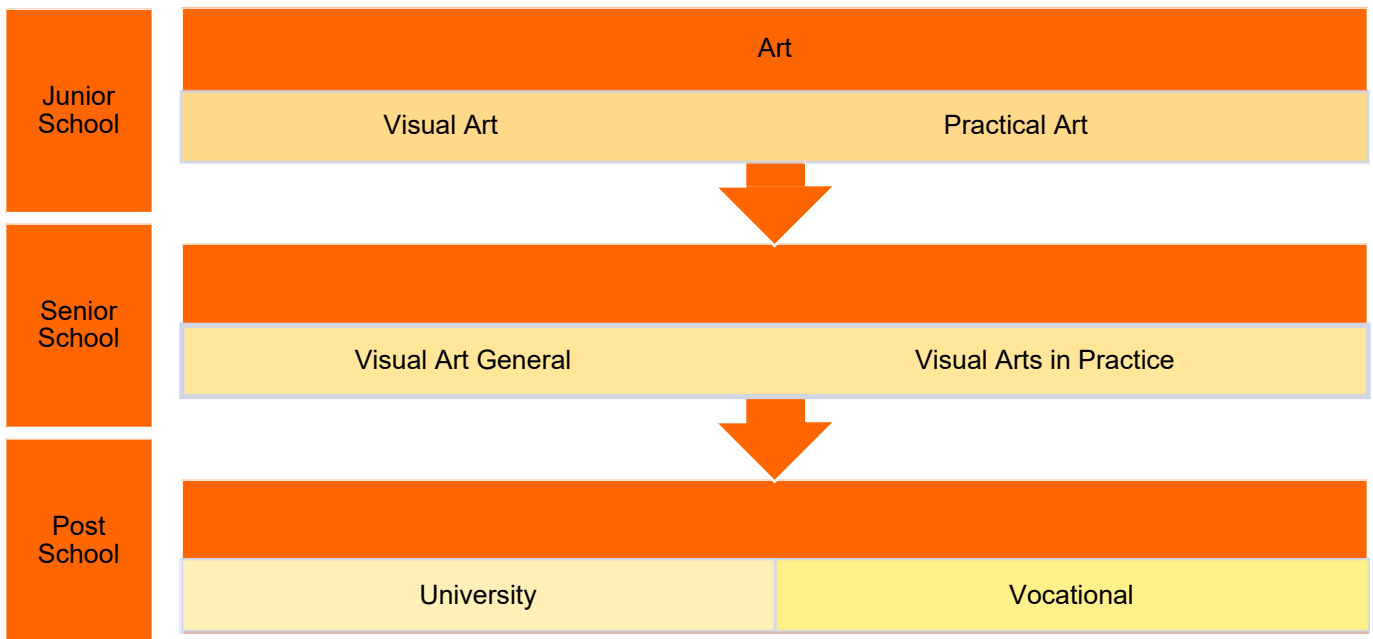 Junior
School
Art
Visual Art
Practical Art
Senior
School
Visual Art General
Visual Arts in Practice
Post
School
University
Vocational